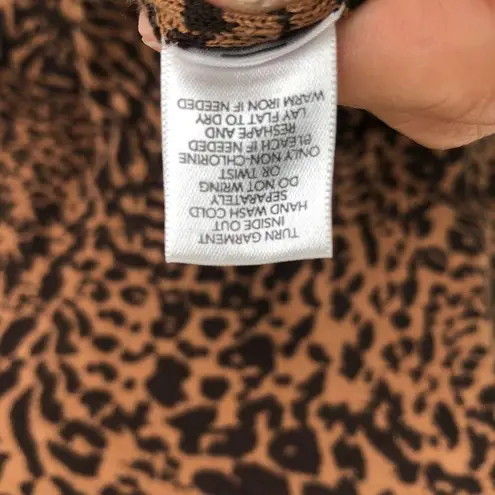 TURN GARMENT
INSIDE OUT
HAND WASH COLD
SEPARATELY
DO NOT WRING
OR TWIST
ONLY NON-CHLORINE
BLEACH IF NEEDED
RESHAPE AND
LAY FLAT TO DRY
WARM IRON IF NEEDED